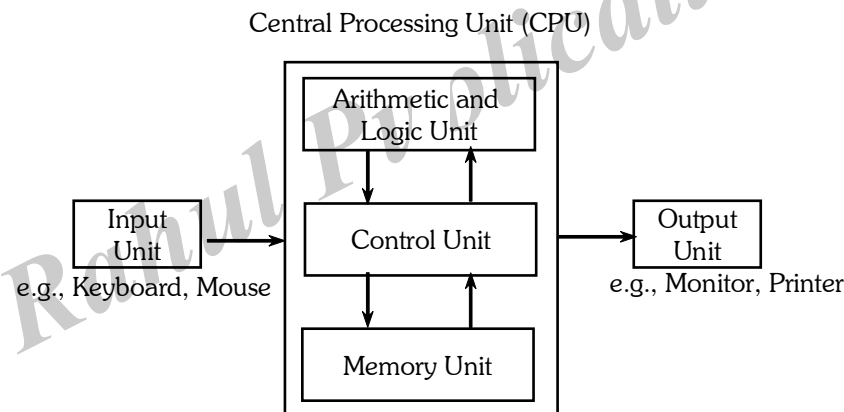 Central Processing Unit (CPU)
Arithmetic and
Logic Unit
Input
Unit
e.g., Keyboard, Mouse
Control Unit
Output
Unit
e.g., Monitor, Printer
Memory Unit
Rahul